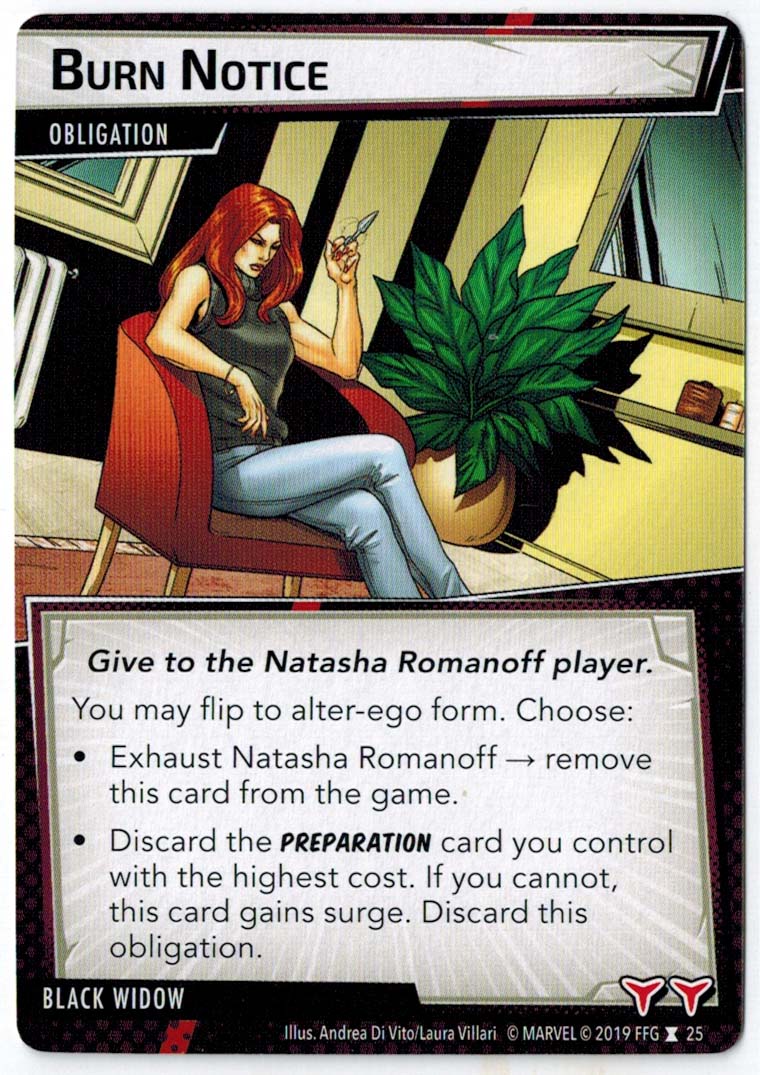 BURN NOTICE
OBLIGATION
Give to the Natasha Romanoff player.
You may flip to alter-ego form. Choose:
• Exhaust Natasha Romanoff → remove
this card from the game.
• Discard the PREPARATION card you control
with the highest cost. If you cannot,
this card gains surge. Discard this
obligation.
BLACK WIDOW
Illus. Andrea Di Vito/Laura Villari © MARVEL © 2019 FFG 25